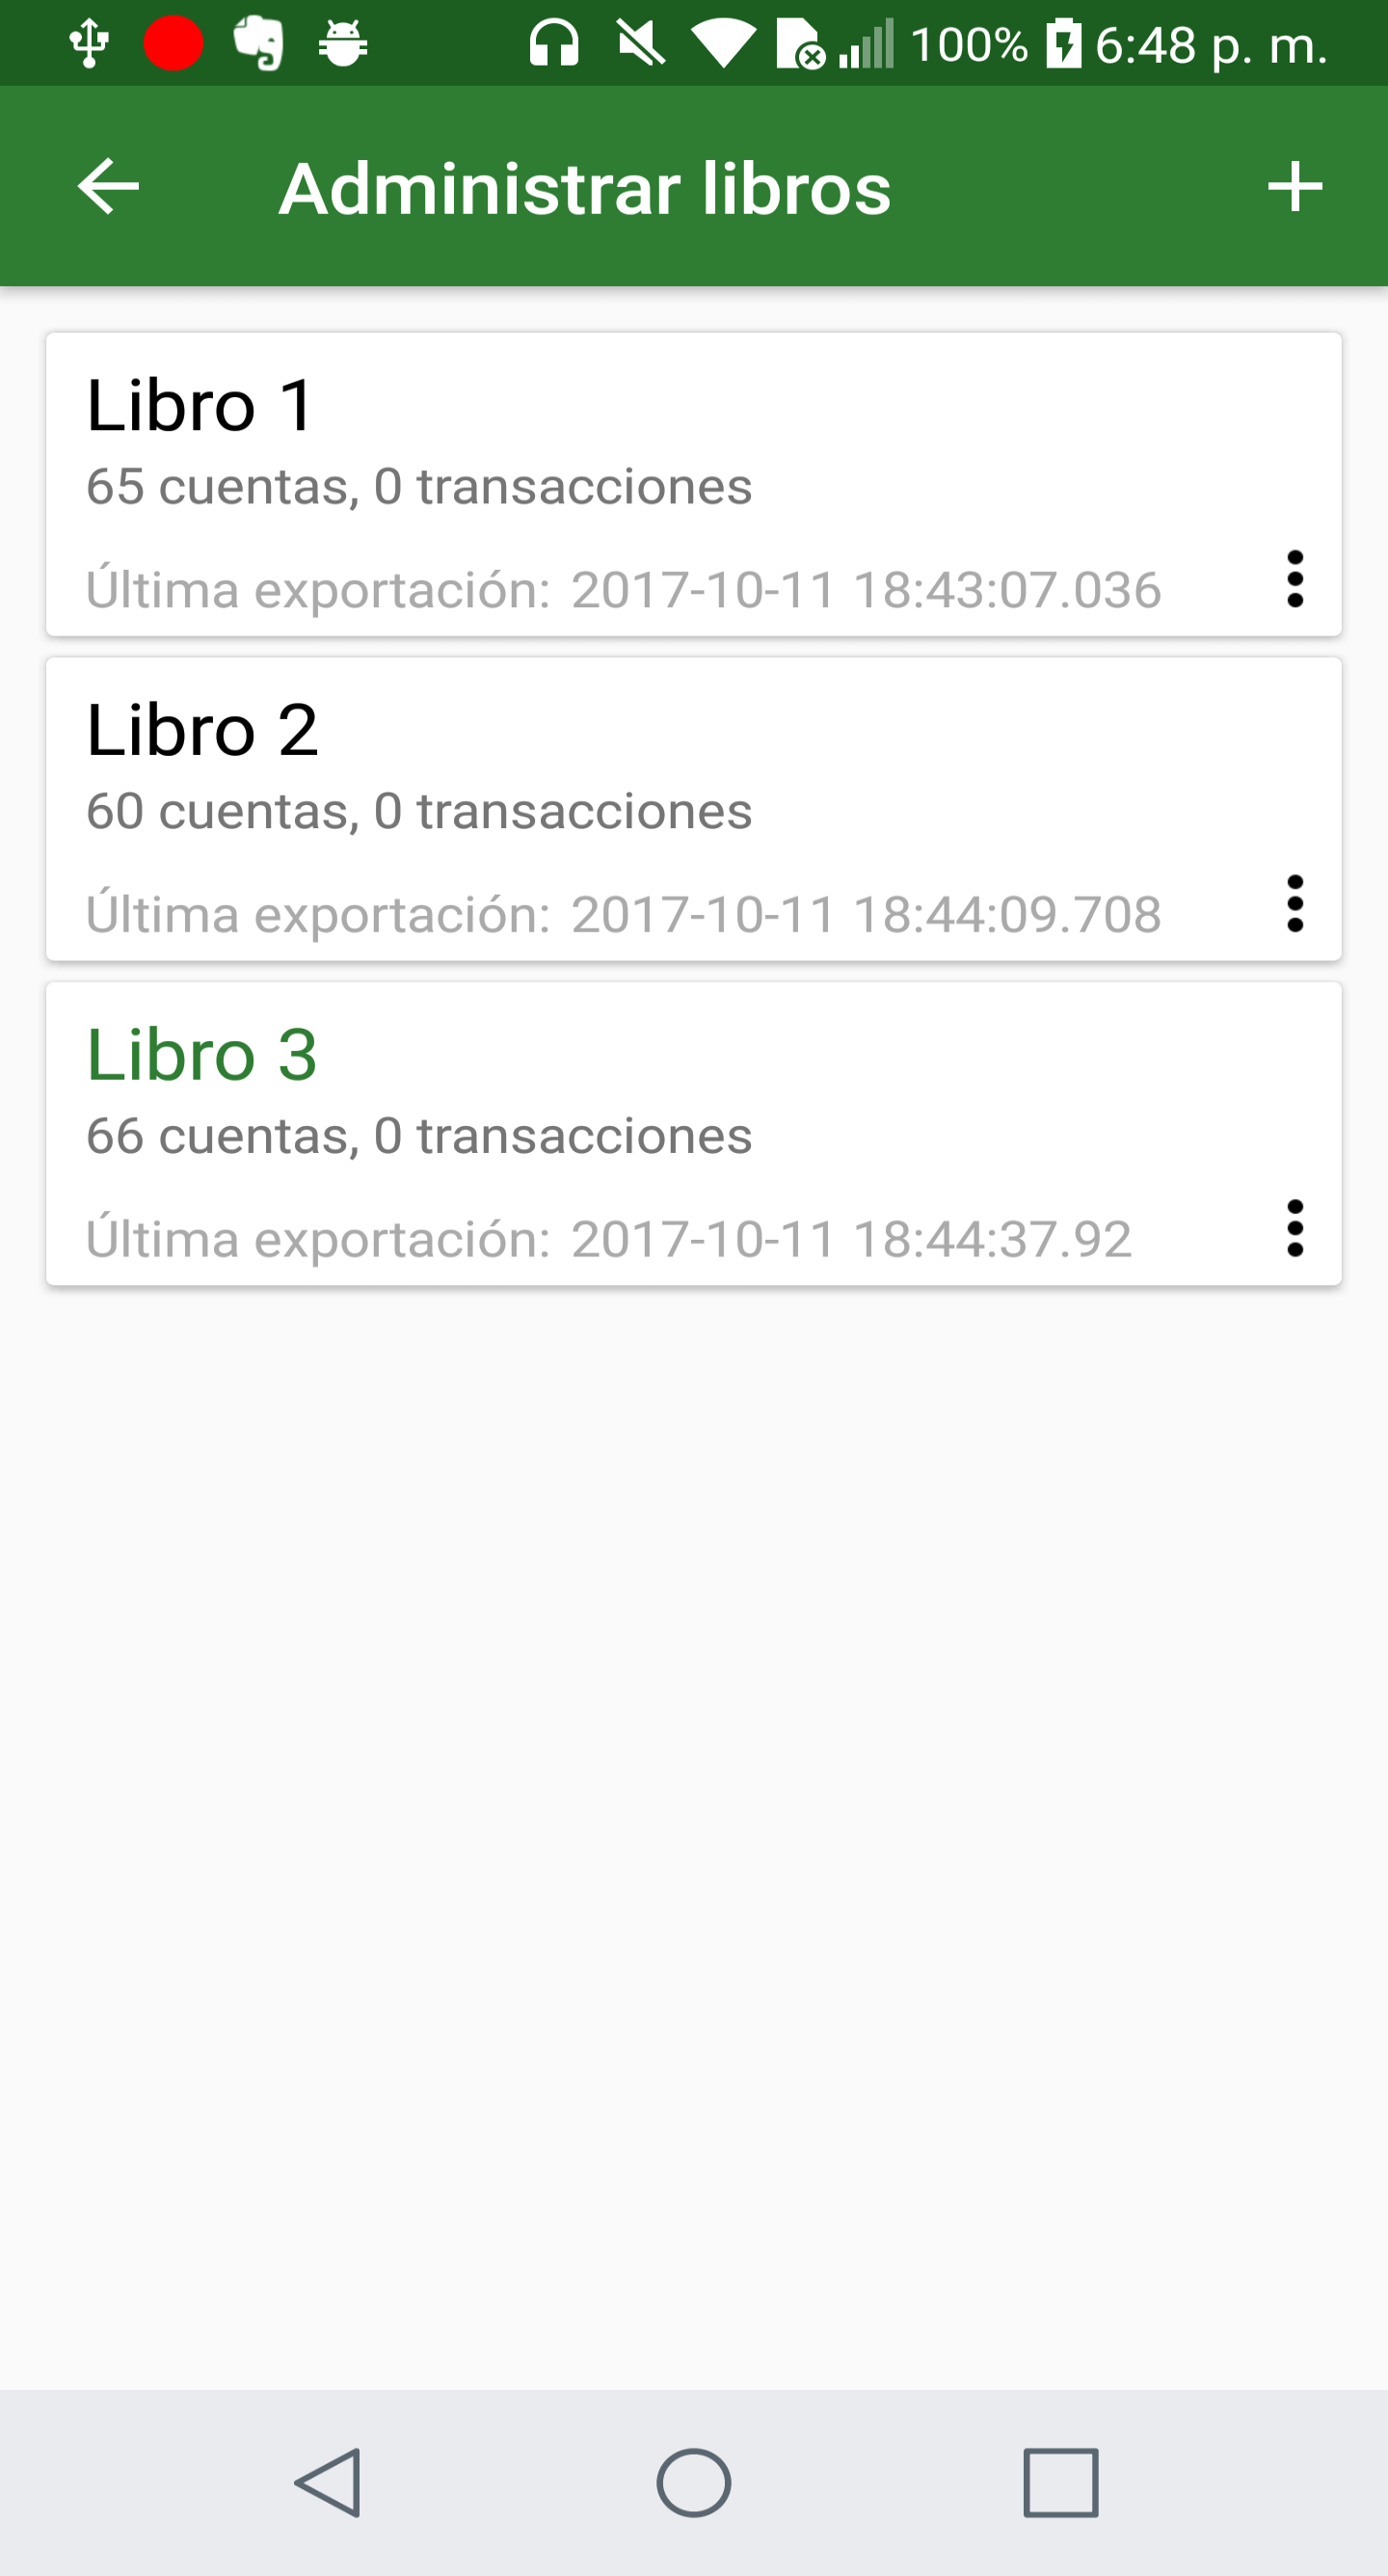 100% 6:48 p. m.
Administrar libros
Libro 1
65 cuentas, 0 transacciones
Última exportación: 2017-10-11 18:43:07.036
Libro 2
60 cuentas, 0 transacciones
Última exportación: 2017-10-11 18:44:09.708
Libro 3
66 cuentas, 0 transacciones
Última exportación: 2017-10-11 18:44:37.92